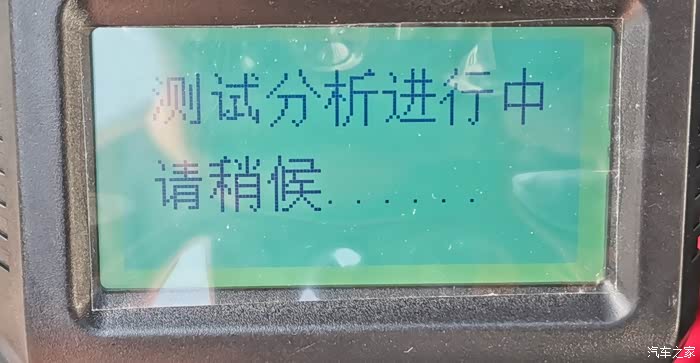 测试分析进行中
请稍候......
汽车之家